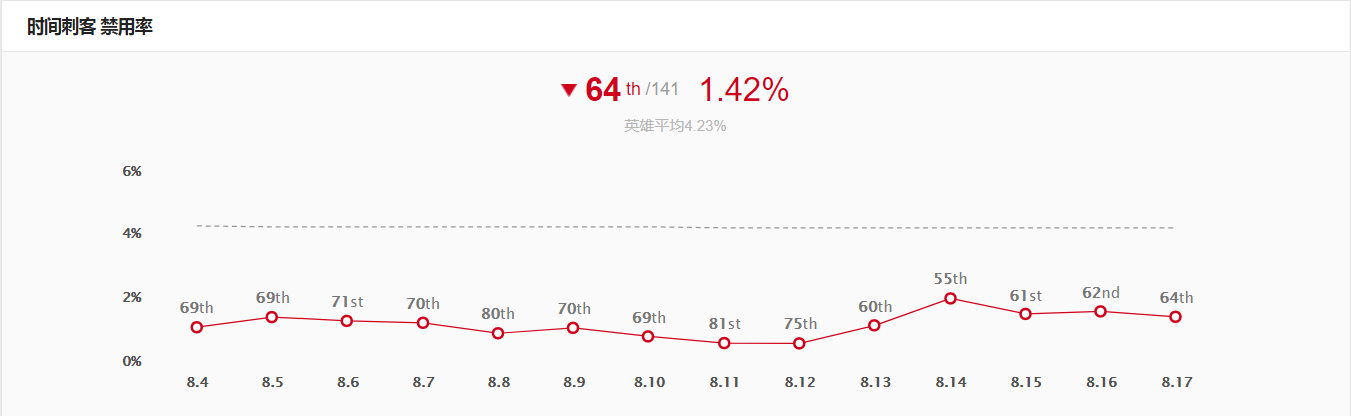 时间刺客 禁用率
64 th /141 1.42%
英雄平均4.23%
6%
4%
2%
0%
69th 69th 71st 70th 80th 70th 69th 81st 75th 60th 55th 61st 62nd 64th
8.4 8.5 8.6 8.7 8.8 8.9 8.10 8.11 8.12 8.13 8.14 8.15 8.16 8.17